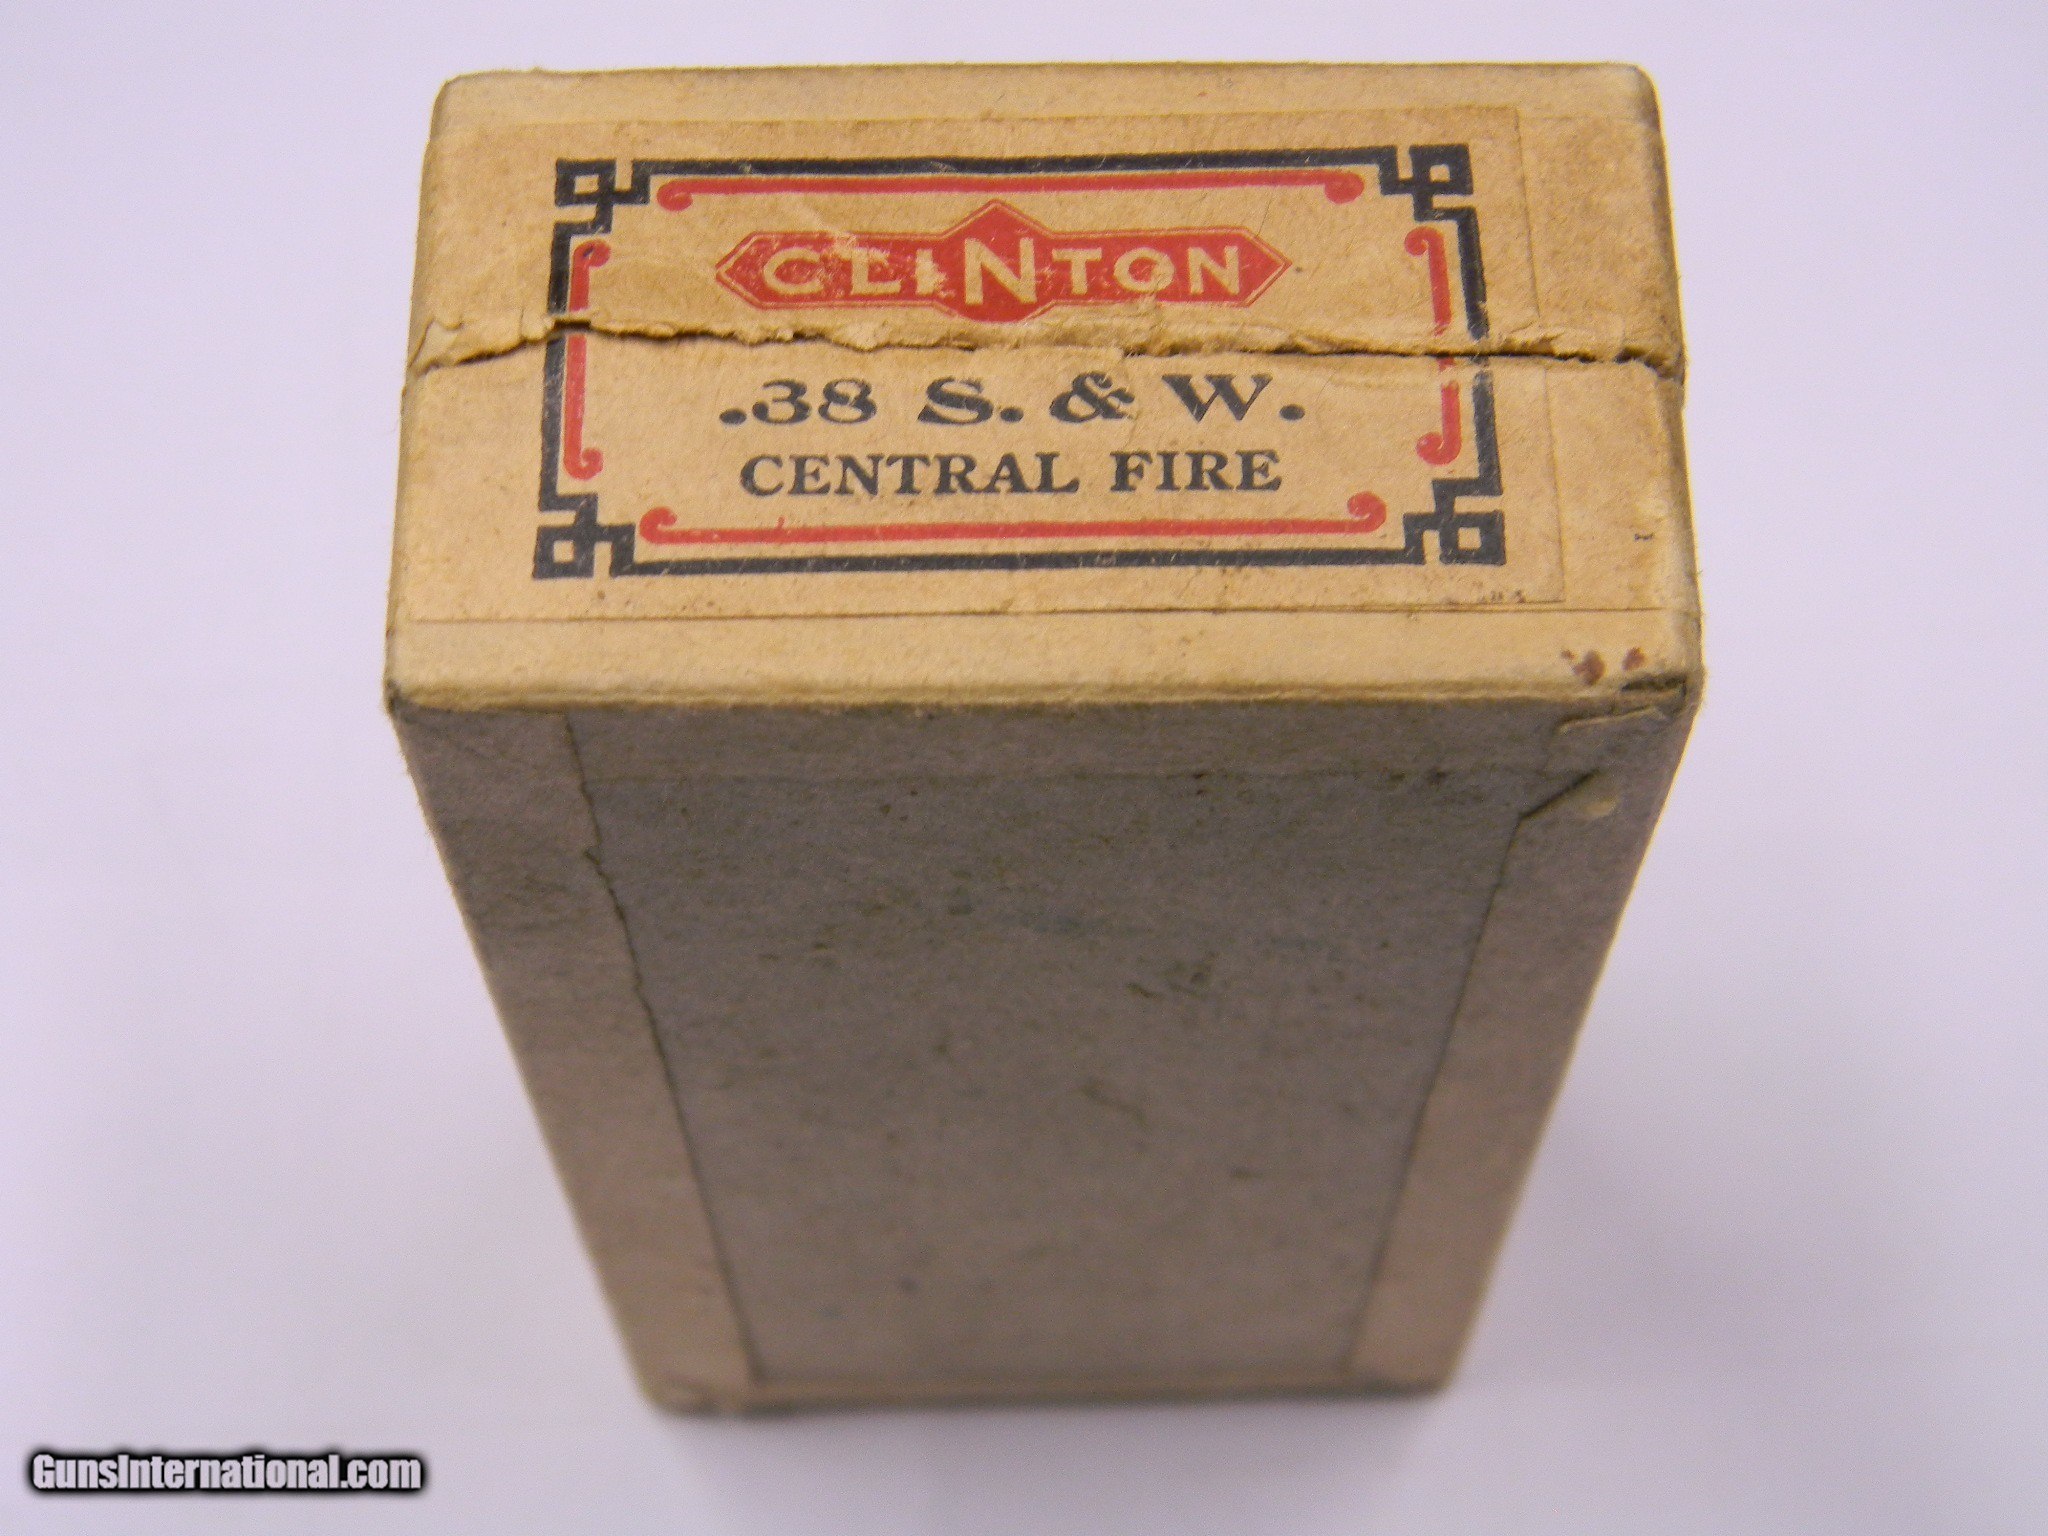 CLINTON
.38 S. & W.
CENTRAL FIRE
GunsInternational.com